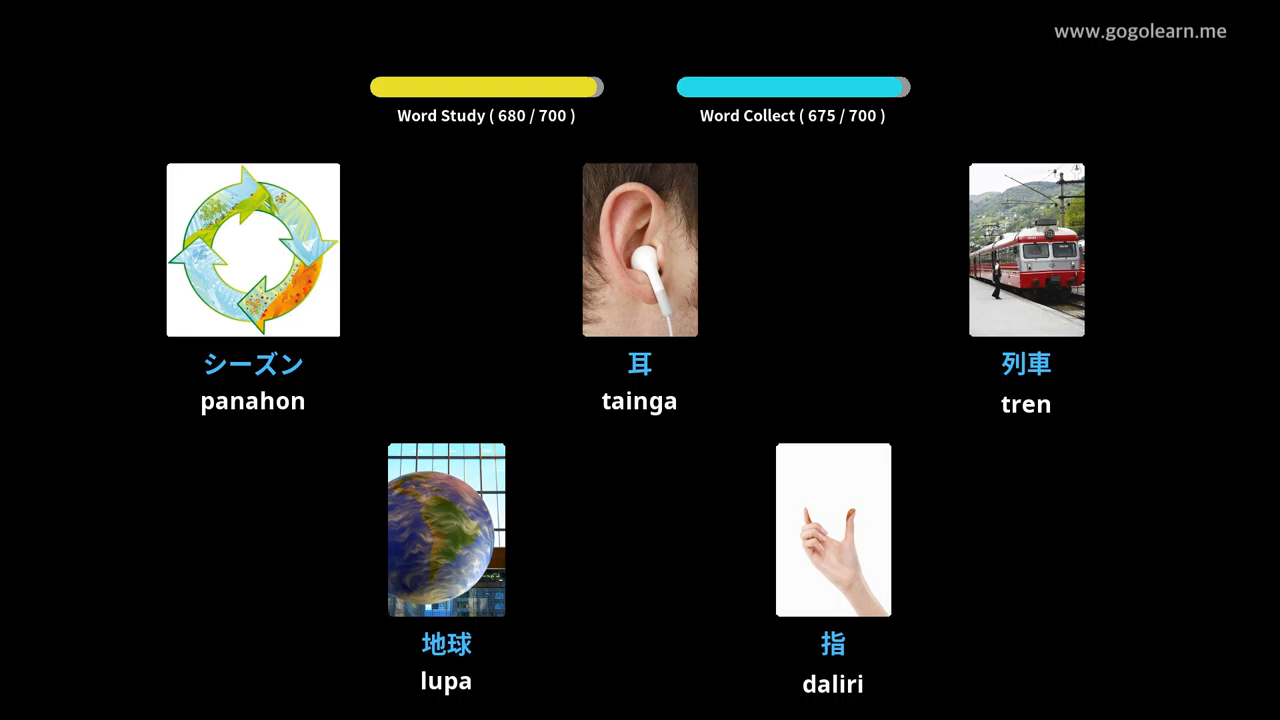 www.gogolearn.me
Word Study ( 680 / 700 )
Word Collect ( 675 / 700 )
シーズン
panahon
耳
tainga
列車
tren
地球
lupa
指
daliri